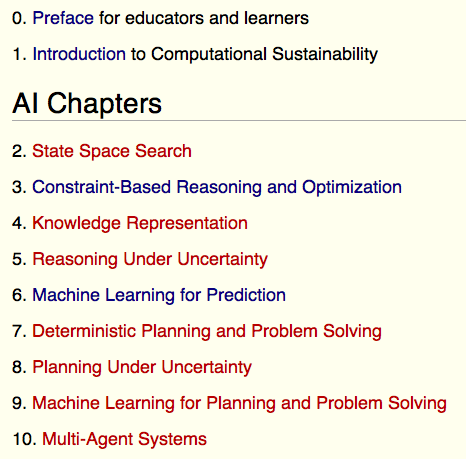 0. Preface for educators and learners
1. Introduction to Computational Sustainability
AI Chapters
2. State Space Search
3. Constraint-Based Reasoning and Optimization
4. Knowledge Representation
5. Reasoning Under Uncertainty
6. Machine Learning for Prediction
7. Deterministic Planning and Problem Solving
8. Planning Under Uncertainty
9. Machine Learning for Planning and Problem Solving
10. Multi-Agent Systems